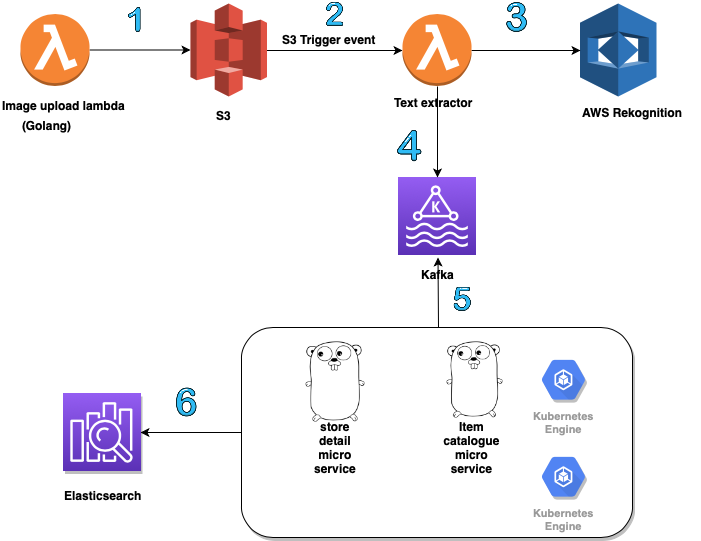 1
2
3
S3 Trigger event
Image upload lambda
(Golang)
S3
Text extractor
AWS Rekognition
4
K
Kafka
5
6
store
detail
micro
service
Item
catalogue
micro
service
Kubernetes
Engine
Kubernetes
Engine
Elasticsearch